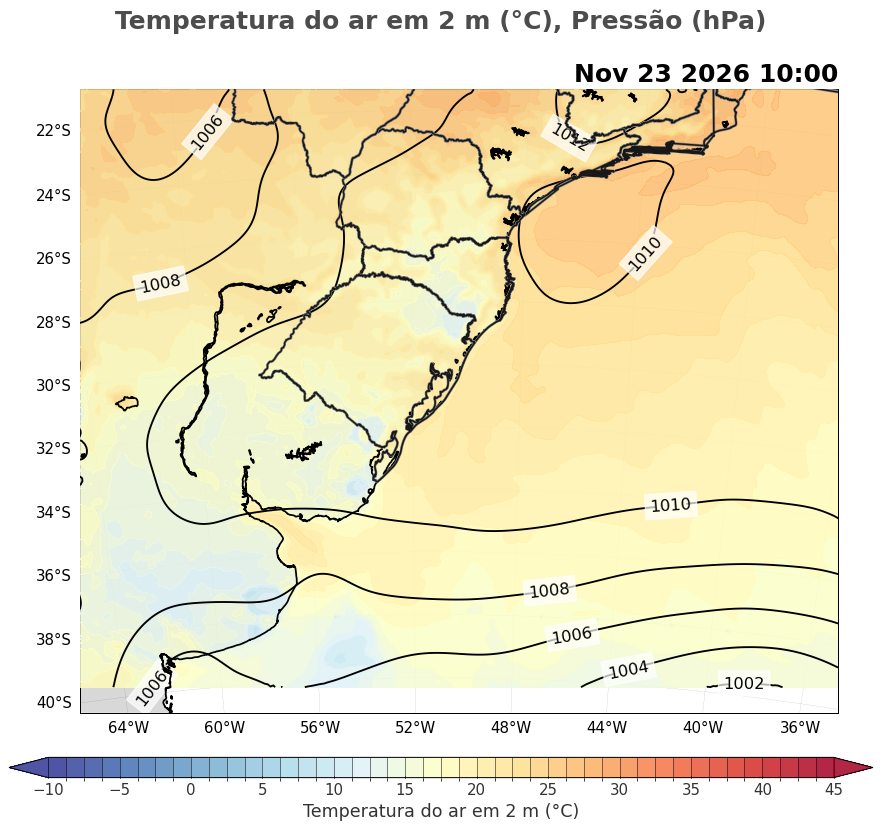 Temperatura do ar em 2 m (°C), Pressão (hPa)
Nov 23 2026 10:00
22°S
24°S
26°S
28°S
30°S
32°S
34°S
36°S
38°S
40°S
1006
1012
1010
1008
1010
1008
1006
1004
1006
1002
64°W 60°W 56°W 52°W 48°W 44°W 40°W 36°W
−10 −5 0 5 10 15 20 25 30 35 40 45
Temperatura do ar em 2 m (°C)